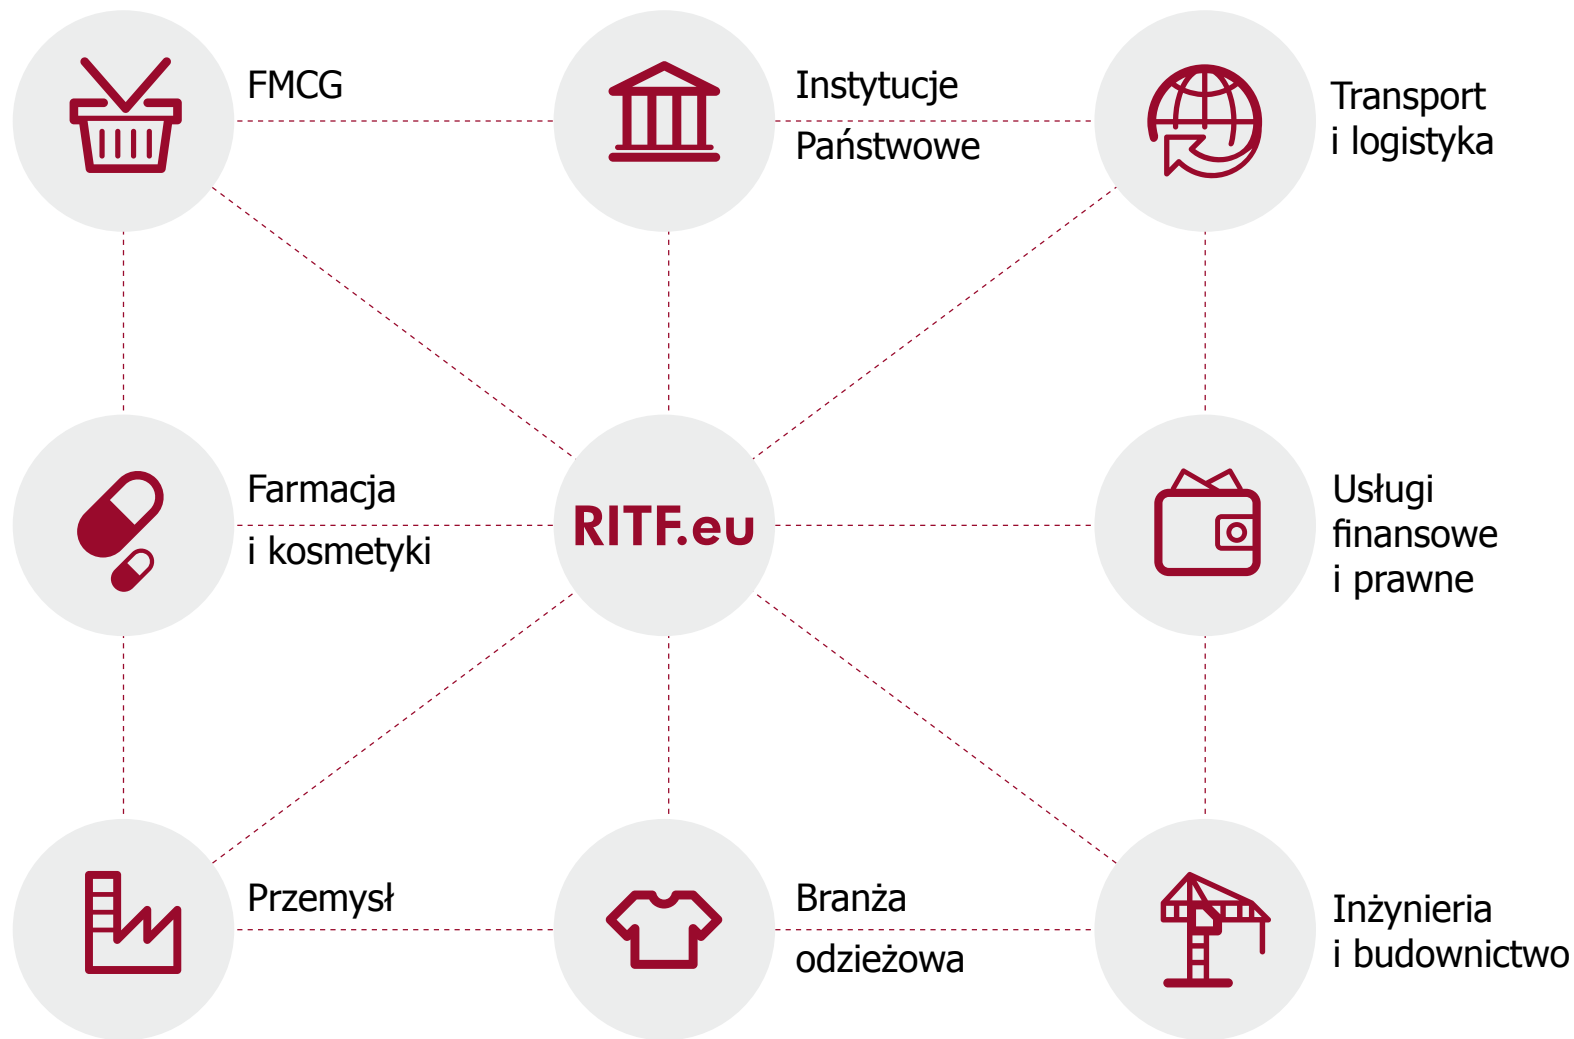 FMCG
Instytucje
Państwowe
Transport
i logistyka
Farmacja
i kosmetyki
RITF.eu
Usługi
finansowe
i prawne
Przemysł
Branża
odzieżowa
Inżynieria
i budownictwo